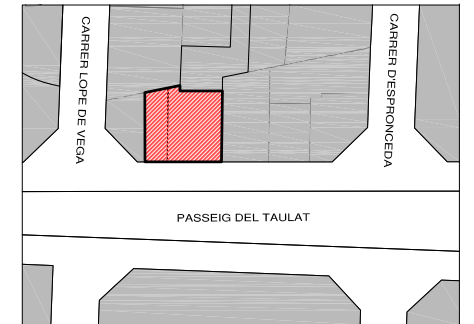 CARRER LOPE DE VEGA
CARRER D'ESPRONCEDA
PASSEIG DEL TAULAT